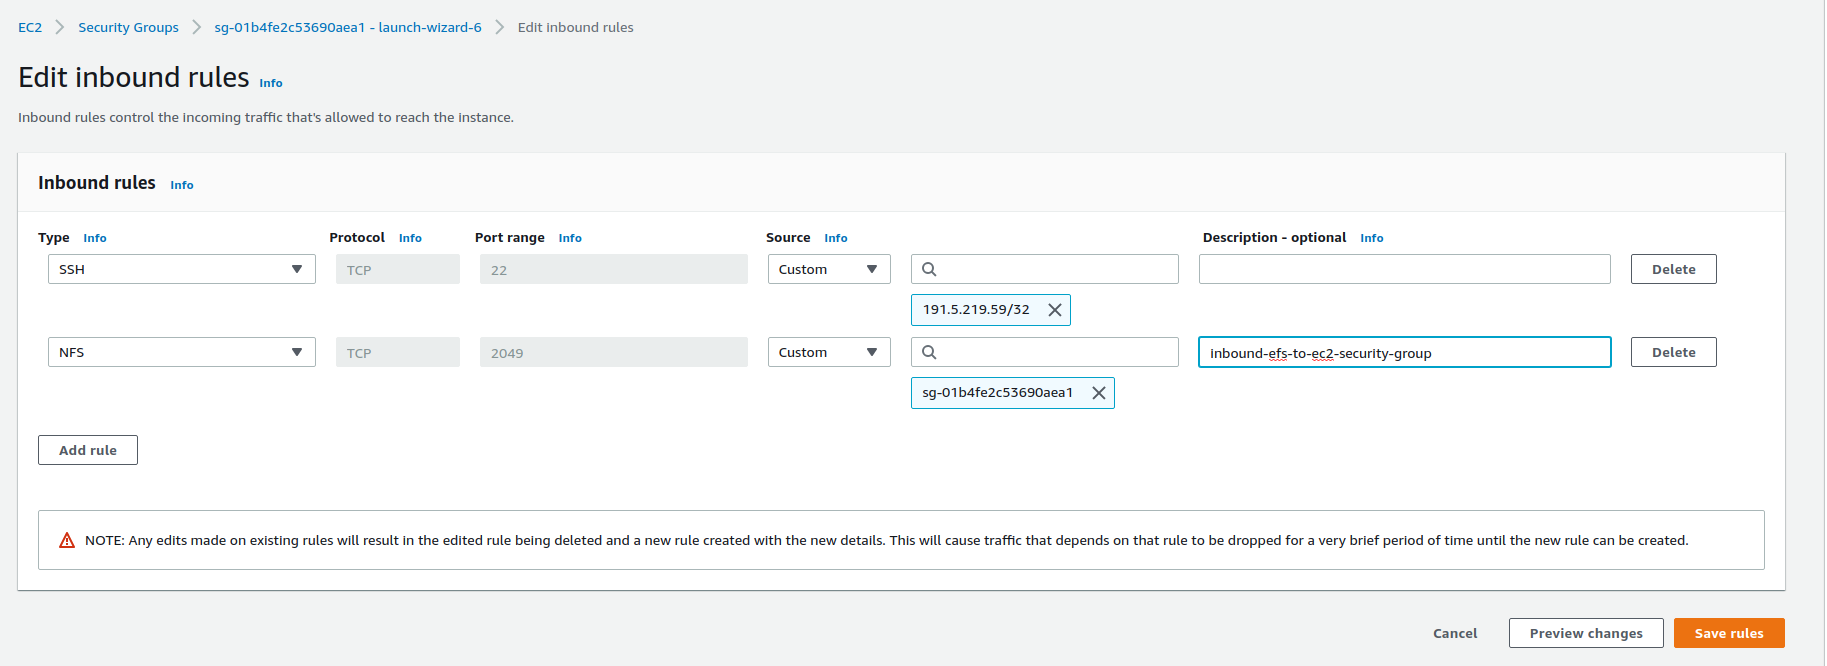 EC2 Security Groups sg-01b4fe2c53690aea1 - launch-wizard-6 Edit inbound rules
Edit inbound rules Info
Inbound rules control the incoming traffic that's allowed to reach the instance.
Inbound rules Info
Type Info Protocol Info Port range Info Source Info Description - optional Info
SSH TCP 22 Custom Delete
191.5.219.59/32
NFS TCP 2049 Custom inbound-efs-to-ec2-security-group Delete
sg-01b4fe2c53690aea1
Add rule
NOTE: Any edits made on existing rules will result in the edited rule being deleted and a new rule created with the new details. This will cause traffic that depends on that rule to be dropped for a very brief period of time until the new rule can be created.
Cancel Preview changes Save rules